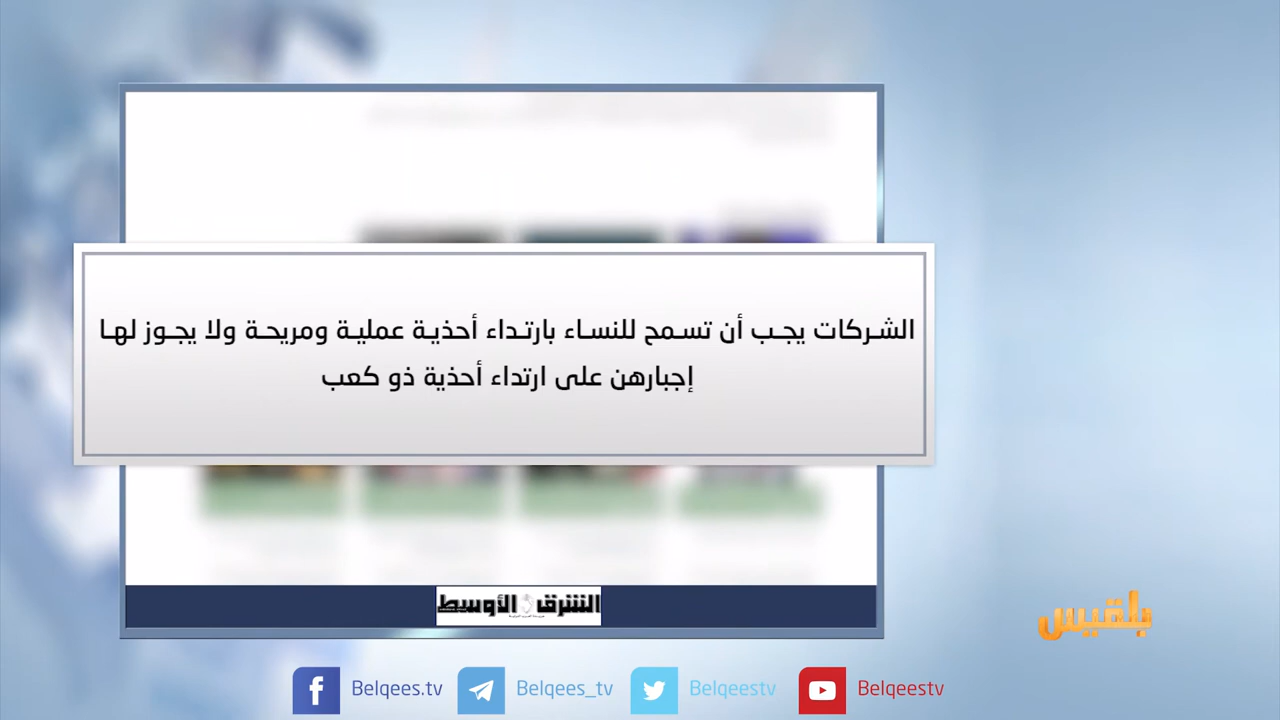 الشركات يجب أن تسمح للنساء بارتداء أحذية عملية ومريحة ولا يجوز لها
إجبارهن على ارتداء أحذية ذو كعب
الشرق الأوسط
بلقيس
Belqees.tv Belqees_tv Belqeestv Belqeestv